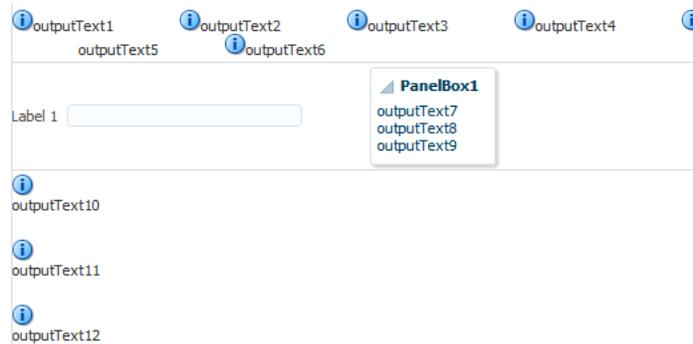 outputText1 outputText2 outputText3 outputText4
outputText5 outputText6
PanelBox1
Label 1
outputText7
outputText8
outputText9
outputText10
outputText11
outputText12